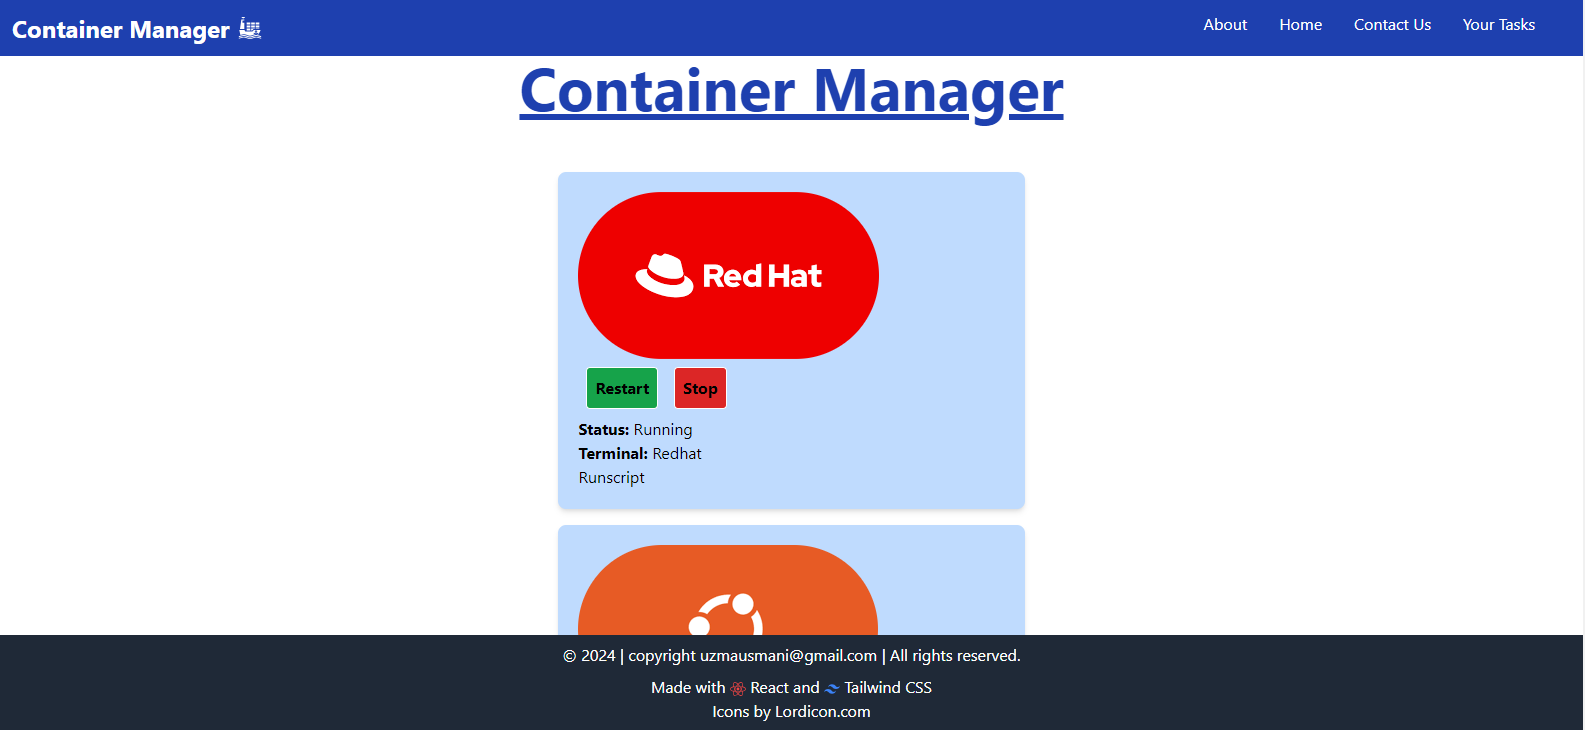 Container Manager
About Home Contact Us Your Tasks
Container Manager
Red Hat
Restart Stop
Status: Running
Terminal: Redhat
Runscript
© 2024 | copyright uzmausmani@gmail.com | All rights reserved.
Made with React and Tailwind CSS
Icons by Lordicon.com